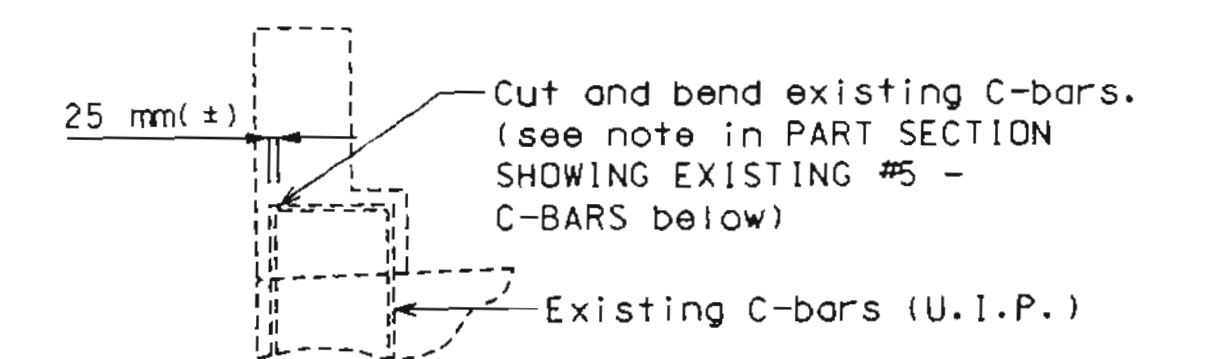 25 mm(±)
Cut and bend existing C-bars.
(see note in PART SECTION
SHOWING EXISTING #5 -
C-BARS below)
Existing C-bars (U.I.P.)